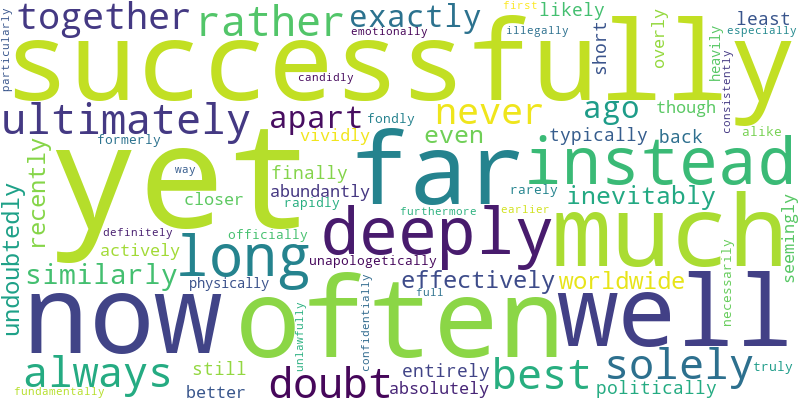 together
rather
exactly
first
likely
least
particularly
emotionally
illegally
short
overly
heavily
especially
successfully
candidly
consistently
ultimately
apart
fondly
never
ago
though
alike
formerly
vividly
even
typically
back
yet
far
instead
recently
way
finally
closer
abundantly
rapidly
rarely
inevitably
undoubtedly
definitely
officially
deeply
furthermore
earlier
much
seemingly
actively
long
unapologetically
similarly
physically
effectively
worldwide
necessarily
now
often
full
well
unlawfully
confidentially
always
still
doubt
entirely
best
solely
truly
fundamentally
better
absolutely
politically